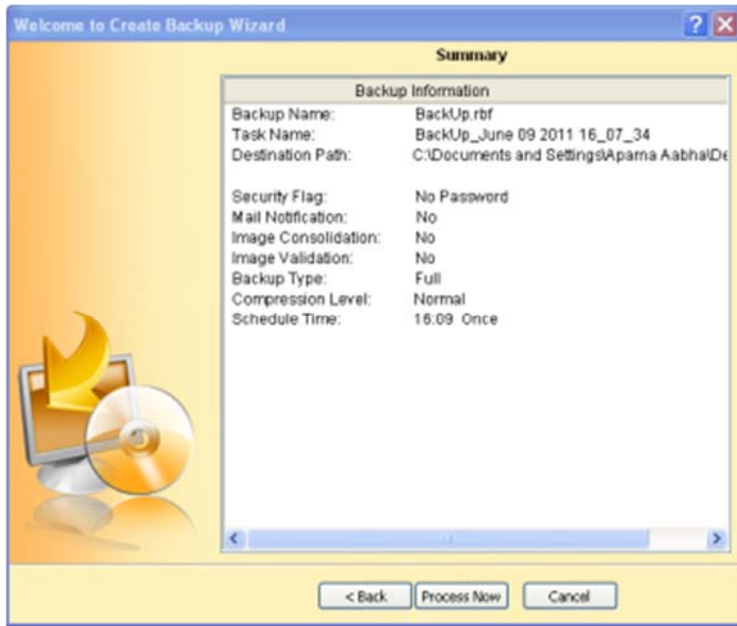 Welcome to Create Backup Wizard
?
Summary
Backup Information
Backup Name: BackUp.rbf
Task Name: BackUp_June 09 2011 16_07_34
Destination Path: C:\Documents and Settings\Aparna Aabha\De
Security Flag: No Password
Mail Notification: No
Image Consolidation: No
Image Validation: No
Backup Type: Full
Compression Level: Normal
Schedule Time: 16:09 Once
< Back Process Now Cancel